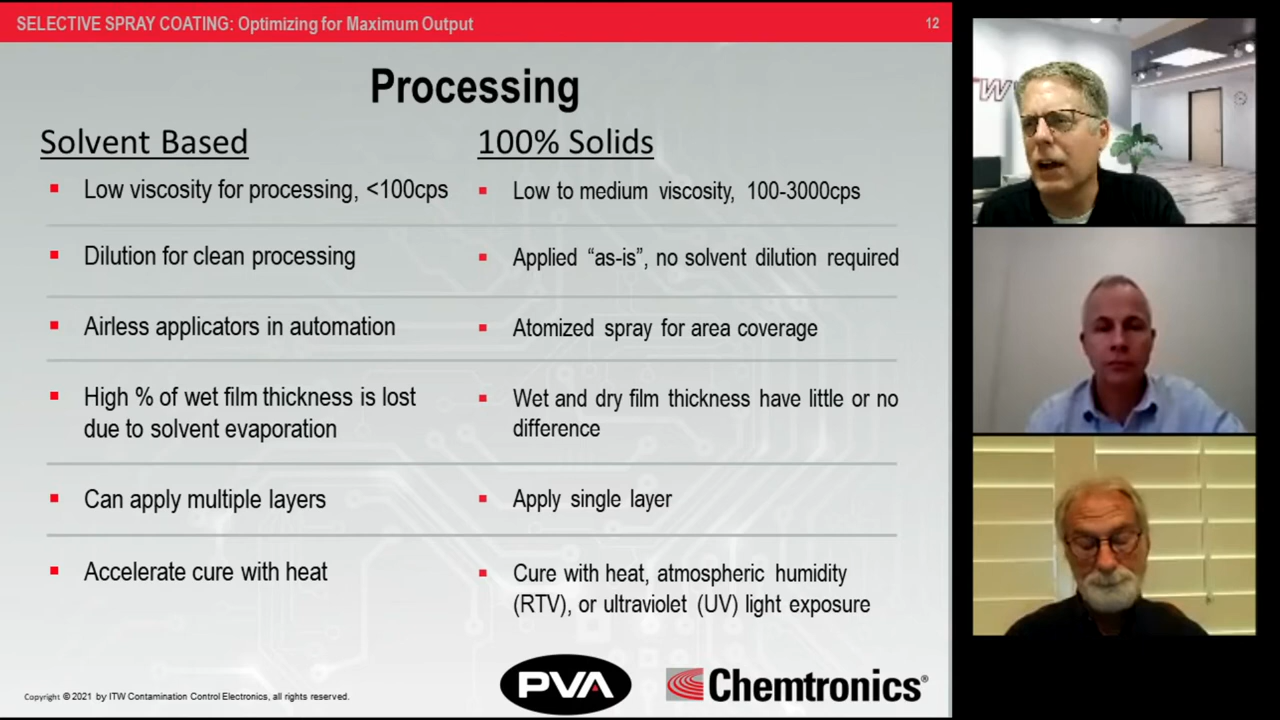 SELECTIVE SPRAY COATING: Optimizing for Maximum Output
12
Processing
Solvent Based
Low viscosity for processing, <100cps
Dilution for clean processing
Airless applicators in automation
High % of wet film thickness is lost
due to solvent evaporation
Can apply multiple layers
Accelerate cure with heat
100% Solids
Low to medium viscosity, 100-3000cps
Applied “as-is”, no solvent dilution required
Atomized spray for area coverage
Wet and dry film thickness have little or no
difference
Apply single layer
Cure with heat, atmospheric humidity
(RTV), or ultraviolet (UV) light exposure
Copyright © 2021 by ITW Contamination Control Electronics, all rights reserved.
PVA
Chemtronics®
TW